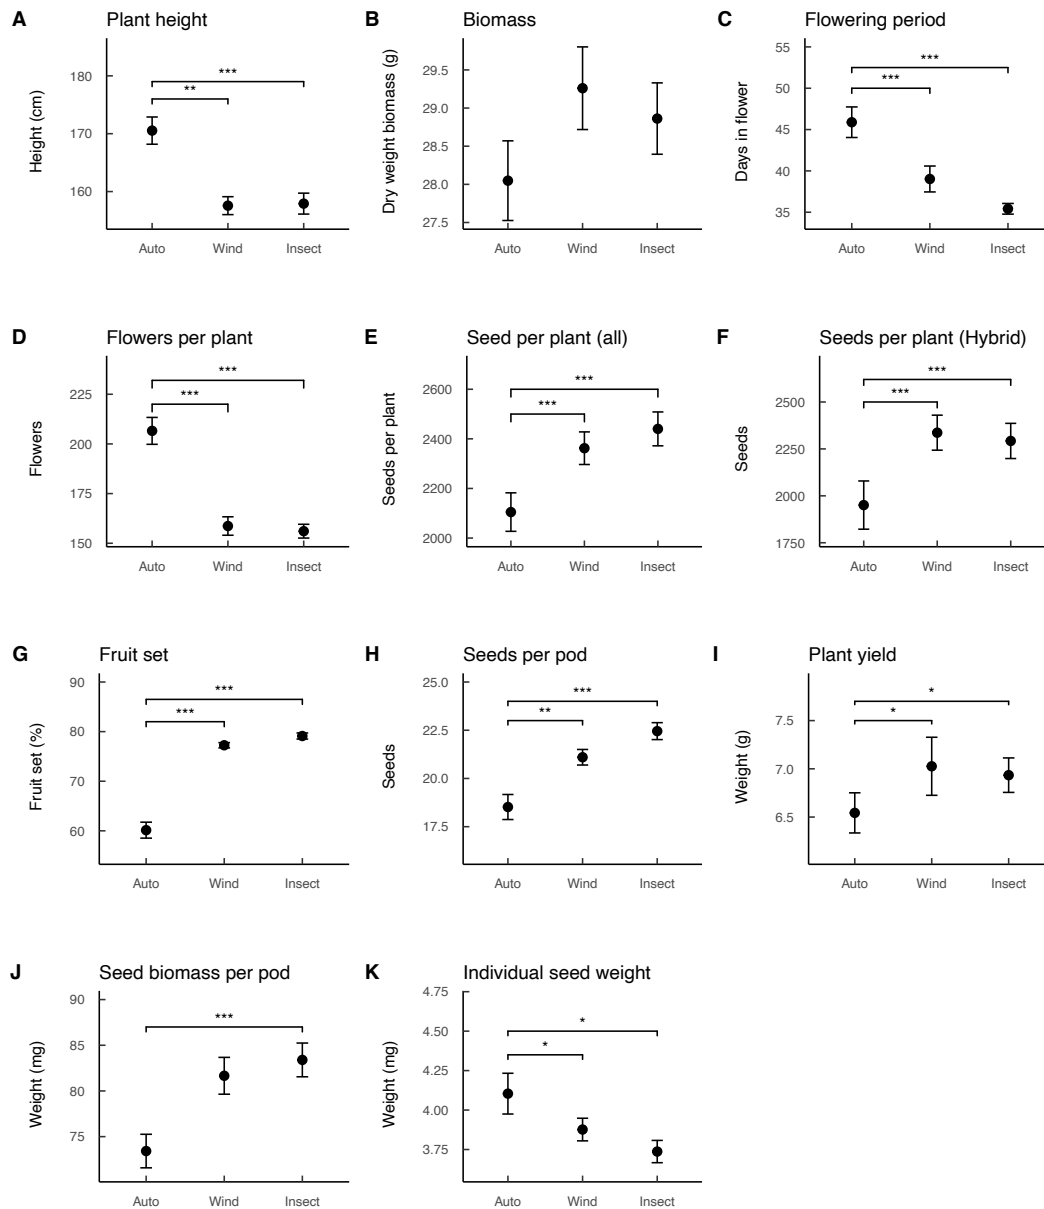 A Plant height
Height (cm)
180
170
160
*** 
**
Auto Wind Insect
B Biomass
Dry weight biomass (g)
29.5
29.0
28.5
28.0
27.5
Auto Wind Insect
C Flowering period
Days in flower
55
50
45
40
35
***
***
Auto Wind Insect
D Flowers per plant
Flowers
225
200
175
150
***
***
Auto Wind Insect
E Seed per plant (all)
Seeds per plant
2600
2400
2200
2000
***
***
Auto Wind Insect
F Seeds per plant (Hybrid)
Seeds
2500
2250
2000
1750
***
***
Auto Wind Insect
G Fruit set
Fruit set (%)
90
80
70
60
***
***
Auto Wind Insect
H Seeds per pod
Seeds
25.0
22.5
20.0
17.5
***
**
Auto Wind Insect
I Plant yield
Weight (g)
7.5
7.0
6.5
*
*
Auto Wind Insect
J Seed biomass per pod
Weight (mg)
90
85
80
75
***
Auto Wind Insect
K Individual seed weight
Weight (mg)
4.75
4.50
4.25
4.00
3.75
*
*
Auto Wind Insect